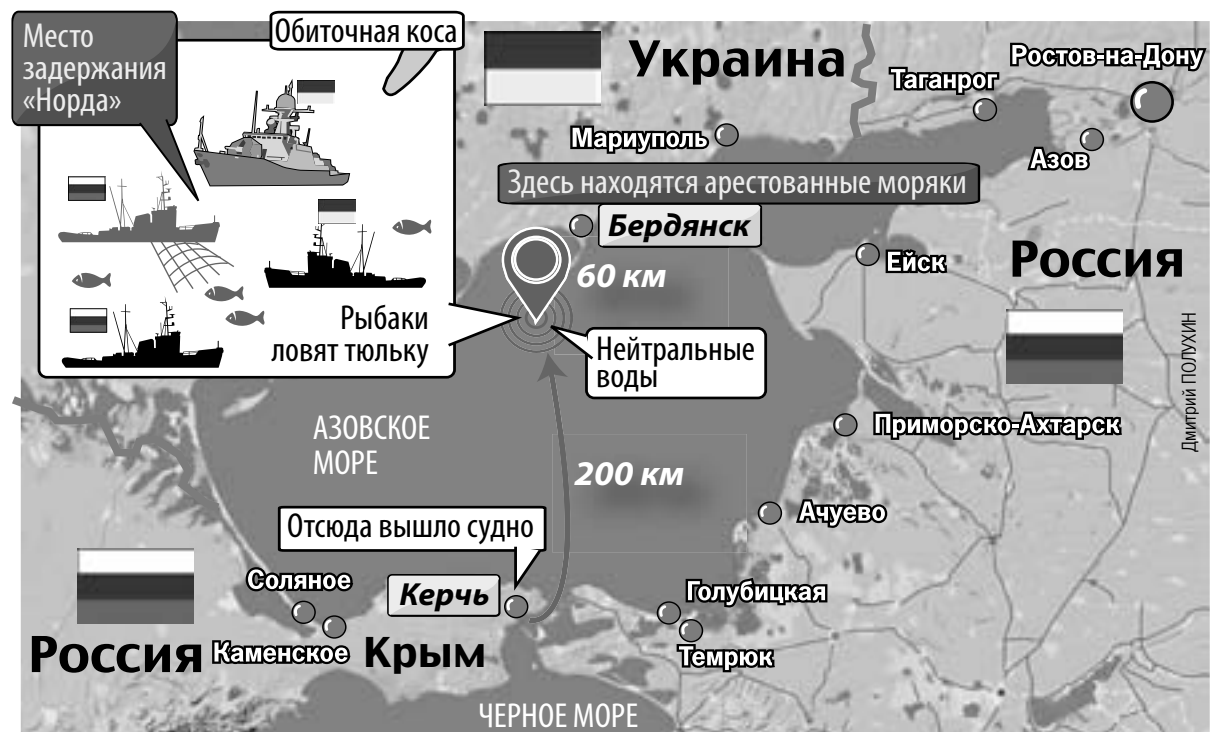 Место
задержания
«Норда»
Обиточная коса
Украина
Ростов-на-Дону
Таганрог
Мариуполь
Азов
Здесь находятся арестованные моряки
Бердянск
Ейск
Россия
60 км
Рыбаки
ловят тюльку
Нейтральные
воды
Дмитрий ПОЛУХИН
АЗОВСКОЕ
МОРЕ
Приморско-Ахтарск
200 км
Ачуево
Отсюда вышло судно
Соляное
Керчь
Голубицкая
Россия
Каменское
Крым
Темрюк
ЧЕРНОЕ МОРЕ